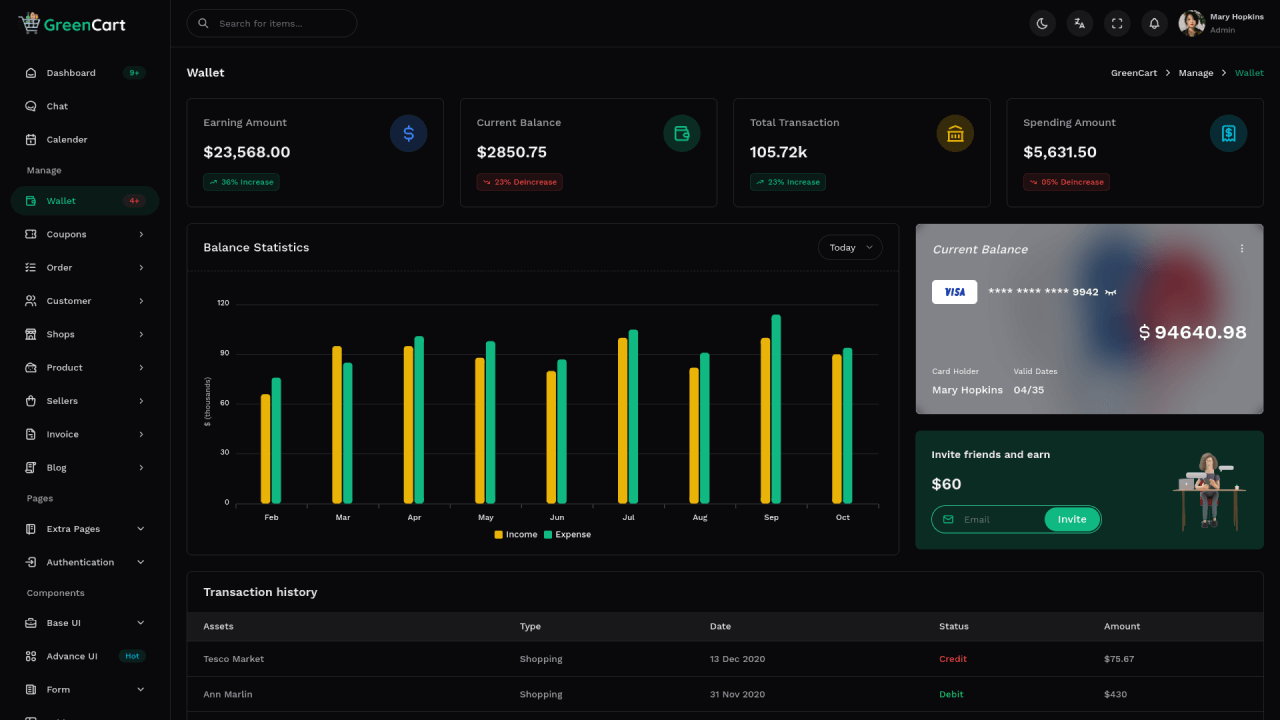 GreenCart
Search for items...
Mary Hopkins
Admin
Dashboard 9+
Chat
Calender
Manage
Wallet 4+
Coupons
Order
Customer
Shops
Product
Sellers
Invoice
Blog
Pages
Extra Pages
Authentication
Components
Base UI
Advance UI Hot
Form
Wallet
GreenCart > Manage > Wallet
Earning Amount
$23,568.00
36% Increase
Current Balance
$2850.75
23% Deincrease
Total Transaction
105.72k
23% Increase
Spending Amount
$5,631.50
05% Deincrease
Balance Statistics
Today
$ (thousands)
120
90
60
30
0
Feb Mar Apr May Jun Jul Aug Sep Oct
Income Expense
Current Balance
VISA **** **** **** 9942
$ 94640.98
Card Holder Valid Dates
Mary Hopkins 04/35
Invite friends and earn
$60
Email Invite
Transaction history
Assets Type Date Status Amount
Tesco Market Shopping 13 Dec 2020 Credit $75.67
Ann Marlin Shopping 31 Nov 2020 Debit $430